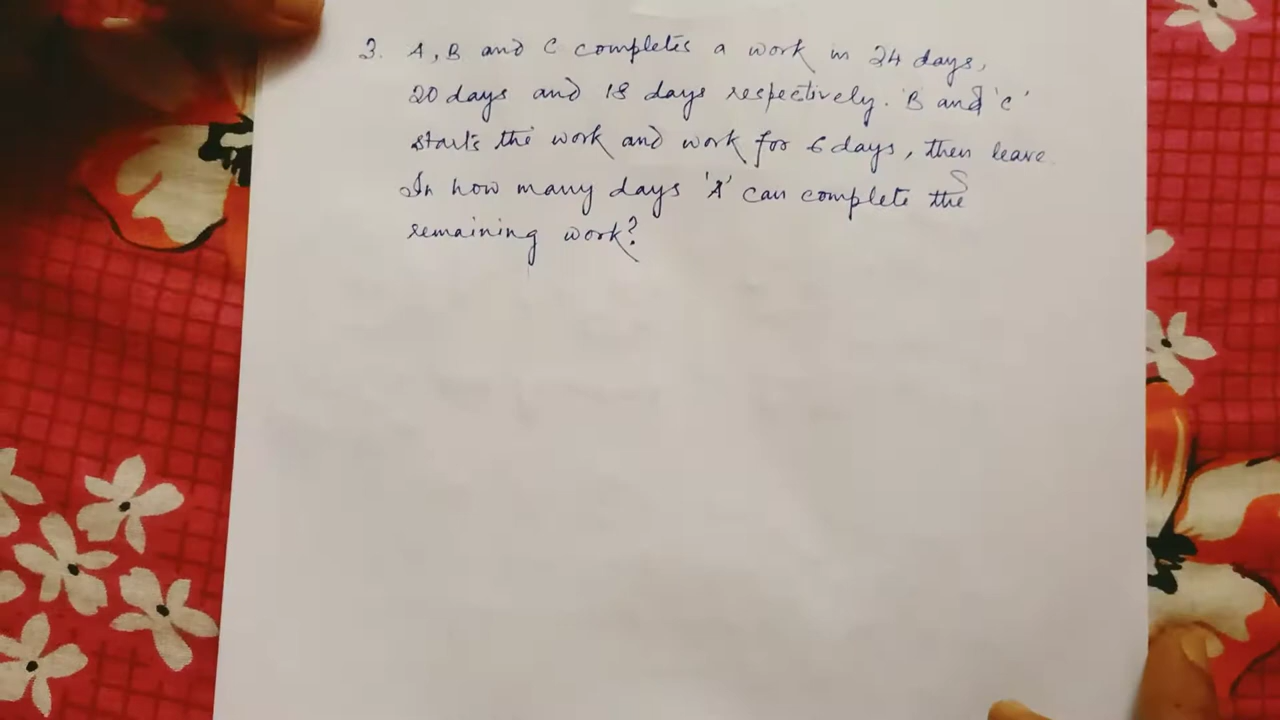 3. A, B and C completes a work in 24 days,
20 days and 18 days respectively. 'B and 'C'
starts the work and work for 6 days, then leave
In how many days 'A' can complete the
remaining work?